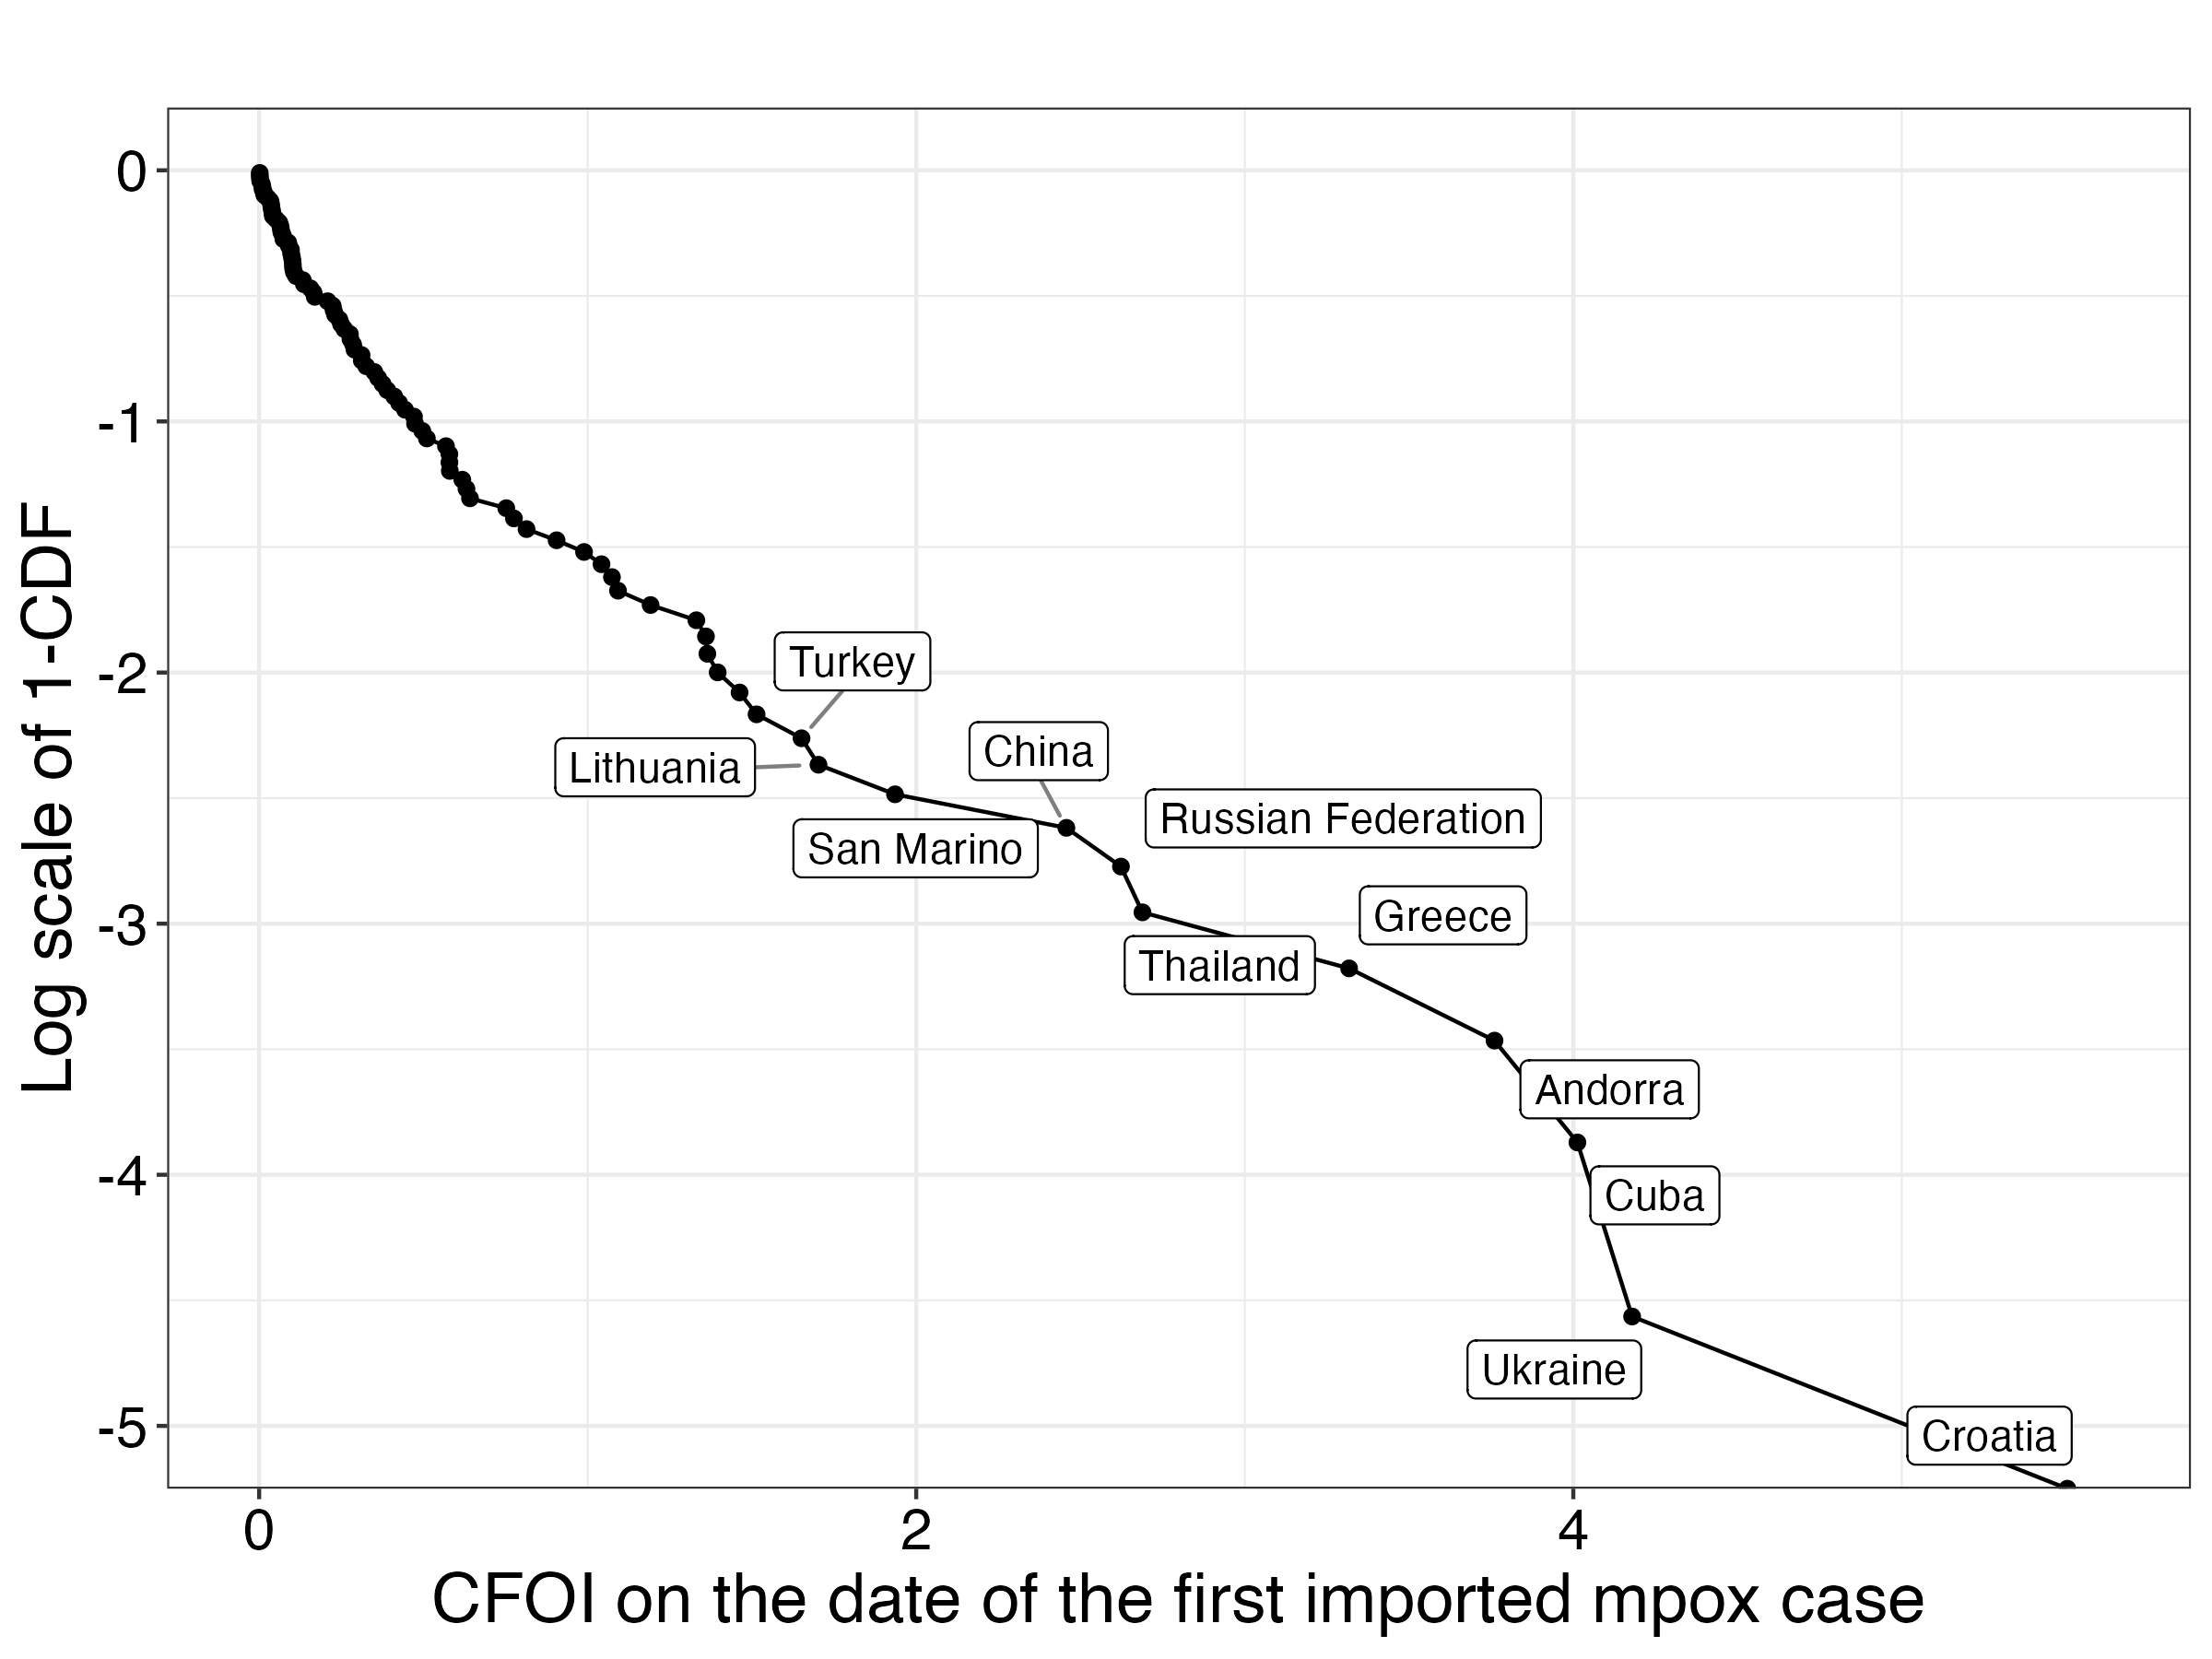 0
-1
-2
-3
-4
-5
Log scale of 1-CDF
Turkey
Lithuania
China
Russian Federation
San Marino
Greece
Thailand
Andorra
Cuba
Ukraine
Croatia
0 2 4
CFOI on the date of the first imported mpox case